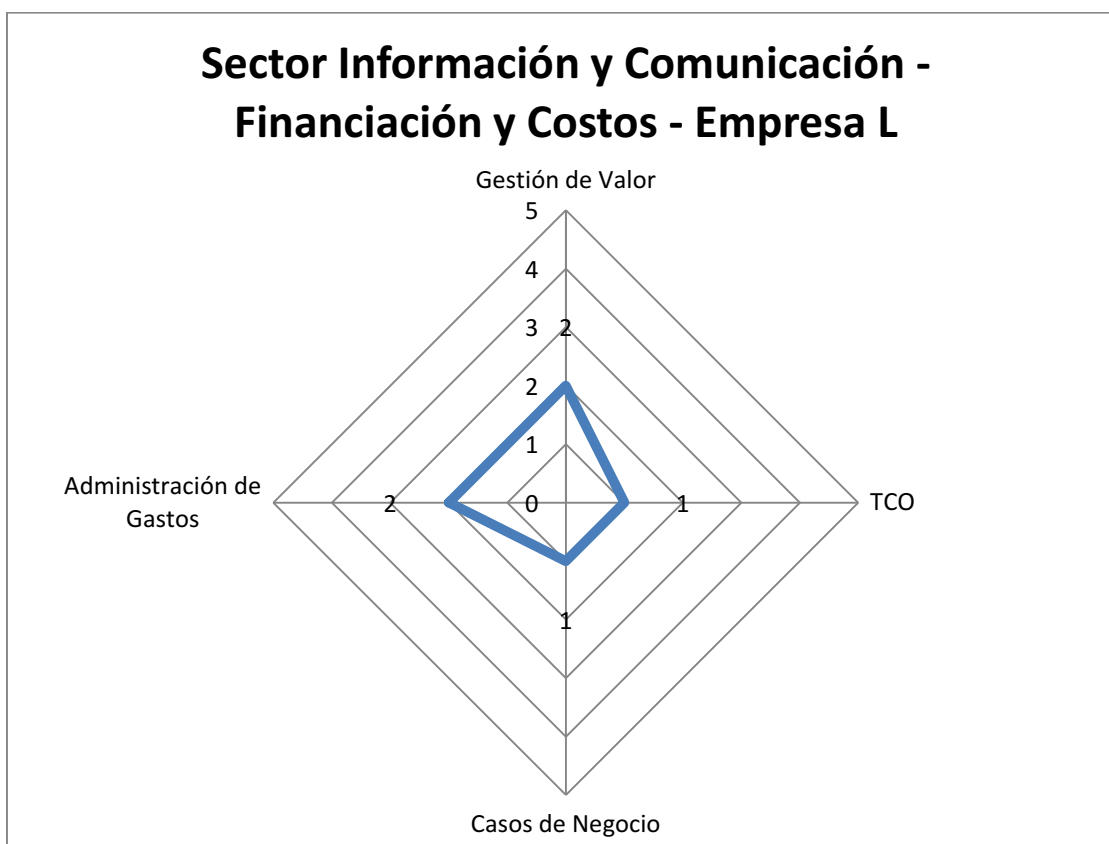 Sector Información y Comunicación -
Financiación y Costos - Empresa L
Gestión de Valor
5
4
3 2
2
1
Administración de
Gastos
2 0 1 TCO
1
Casos de Negocio